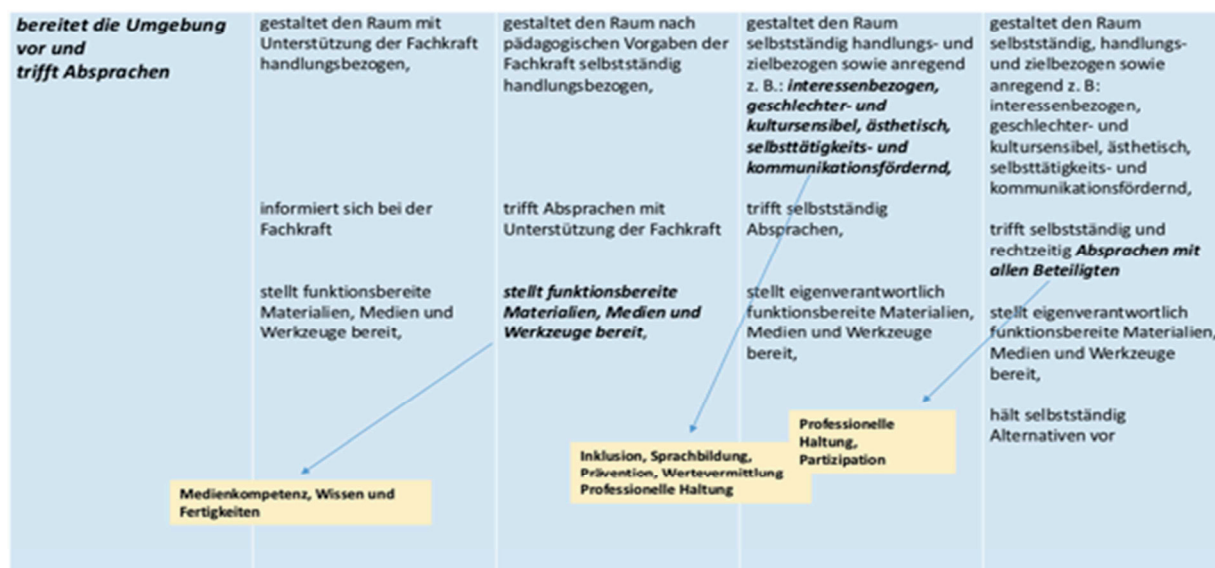 bereitet die Umgebung
vor und
trifft Absprachen
gestaltet den Raum mit
Unterstützung der Fachkraft
handlungsbezogen,
informiert sich bei der
Fachkraft
stellt funktionsbereite
Materialien, Medien und
Werkzeuge bereit,
gestaltet den Raum nach
pädagogischen Vorgaben der
Fachkraft selbstständig
handlungsbezogen,
trifft Absprachen mit
Unterstützung der Fachkraft
stellt funktionsbereite
Materialien, Medien und
Werkzeuge bereit,
gestaltet den Raum
selbstständig handlungs- und
zielbezogen sowie anregend
z. B.: interessenbezogen,
geschlechter- und
kultursensibel, ästhetisch,
selbsttätigkeits- und
kommunikationsfördernd,
trifft selbstständig
Absprachen,
stellt eigenverantwortlich
funktionsbereite Materialien,
Medien und Werkzeuge
bereit,
gestaltet den Raum
selbständig, handlungs-
und zielbezogen sowie
anregend z. B:
interessenbezogen,
geschlechter- und
kultursensibel, ästhetisch,
selbsttätigkeits- und
kommunikationsfördernd,
trifft selbstständig und
rechtzeitig Absprachen mit
allen Beteiligten
stellt eigenverantwortlich
funktionsbereite Materialien,
Medien und Werkzeuge
bereit,
hält selbstständig
Alternativen vor
Medienkompetenz, Wissen und
Fertigkeiten
Inklusion, Sprachbildung,
Prävention, Wertevermittlung
Professionelle Haltung
Professionelle
Haltung,
Partizipation